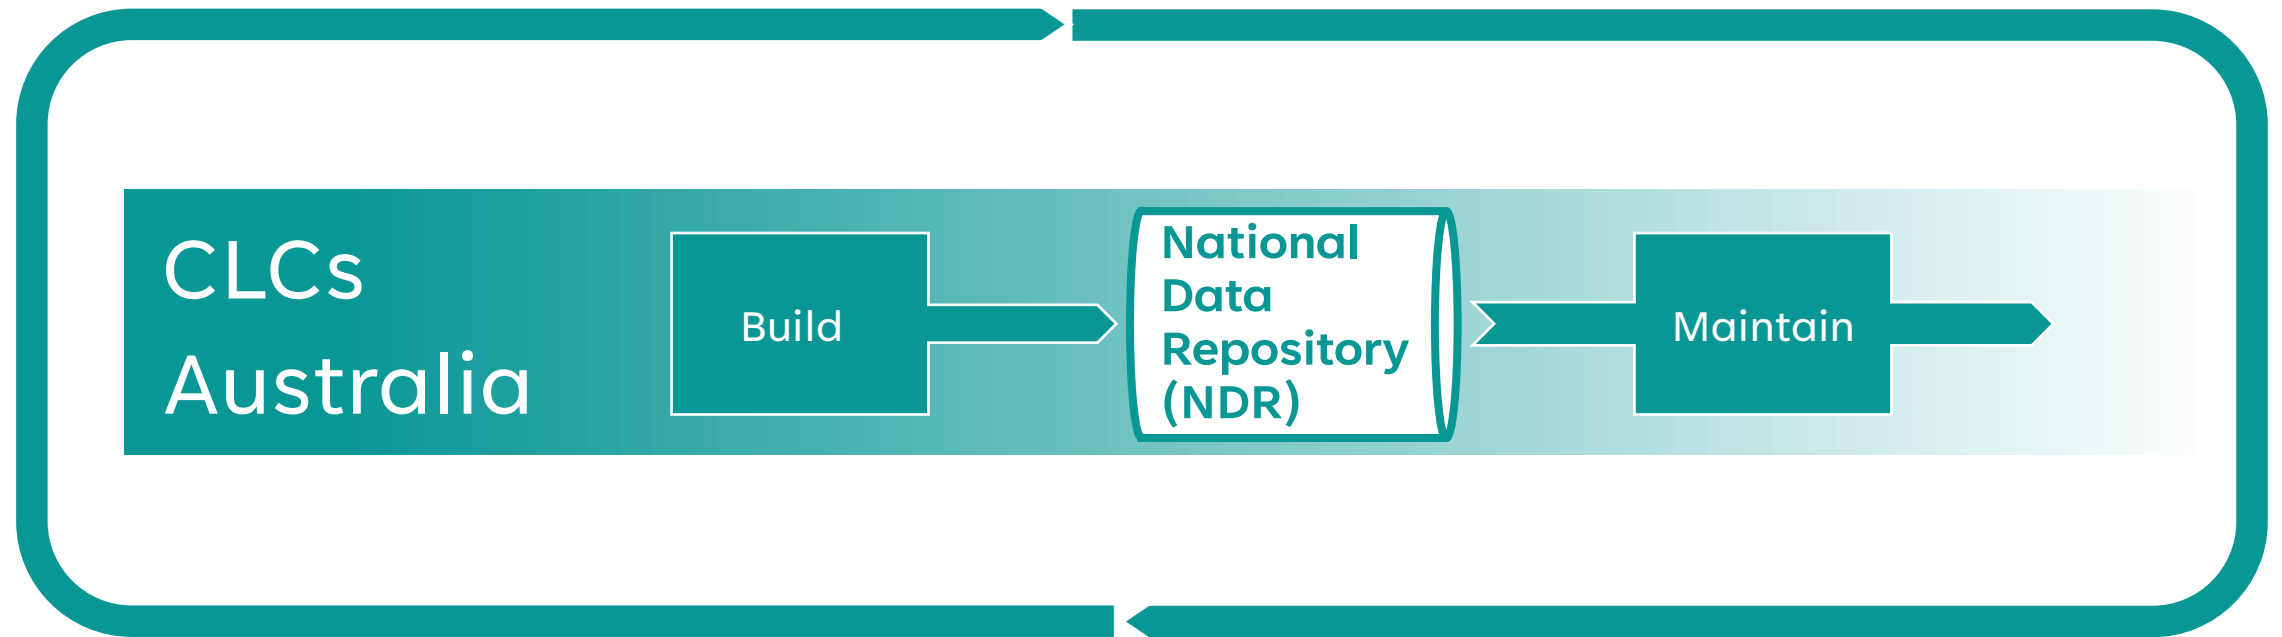 CLCs
Australia
Build
National
Data
Repository
(NDR)
Maintain